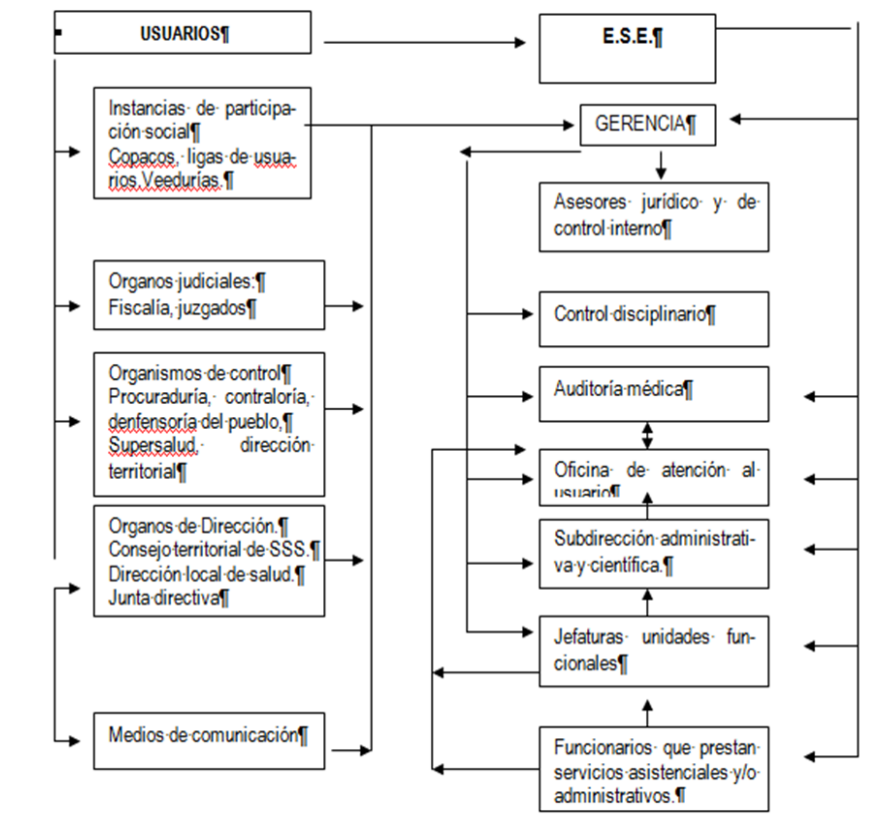 USUARIOS¶
E.S.E.¶
Instancias de participa-
ción social¶
Copacos, ligas de usua-
rios.Veedurías.¶
GERENCIA¶
Asesores jurídico y de
control interno¶
Organos judiciales:¶
Fiscalía, juzgados¶
Control disciplinario¶
Organismos de control¶
Procuraduría, contraloría,
denfensoría del pueblo,¶
Supersalud, dirección
territorial¶
Auditoría médica¶
Oficina de atención al
usuario¶
Organos de Dirección.¶
Consejo territorial de SSS.¶
Dirección local de salud.¶
Junta directiva¶
Subdirección administrati-
va y científica.¶
Jefaturas unidades fun-
cionales¶
Medios de comunicación¶
Funcionarios que prestan
servicios asistenciales y/o
administrativos.¶